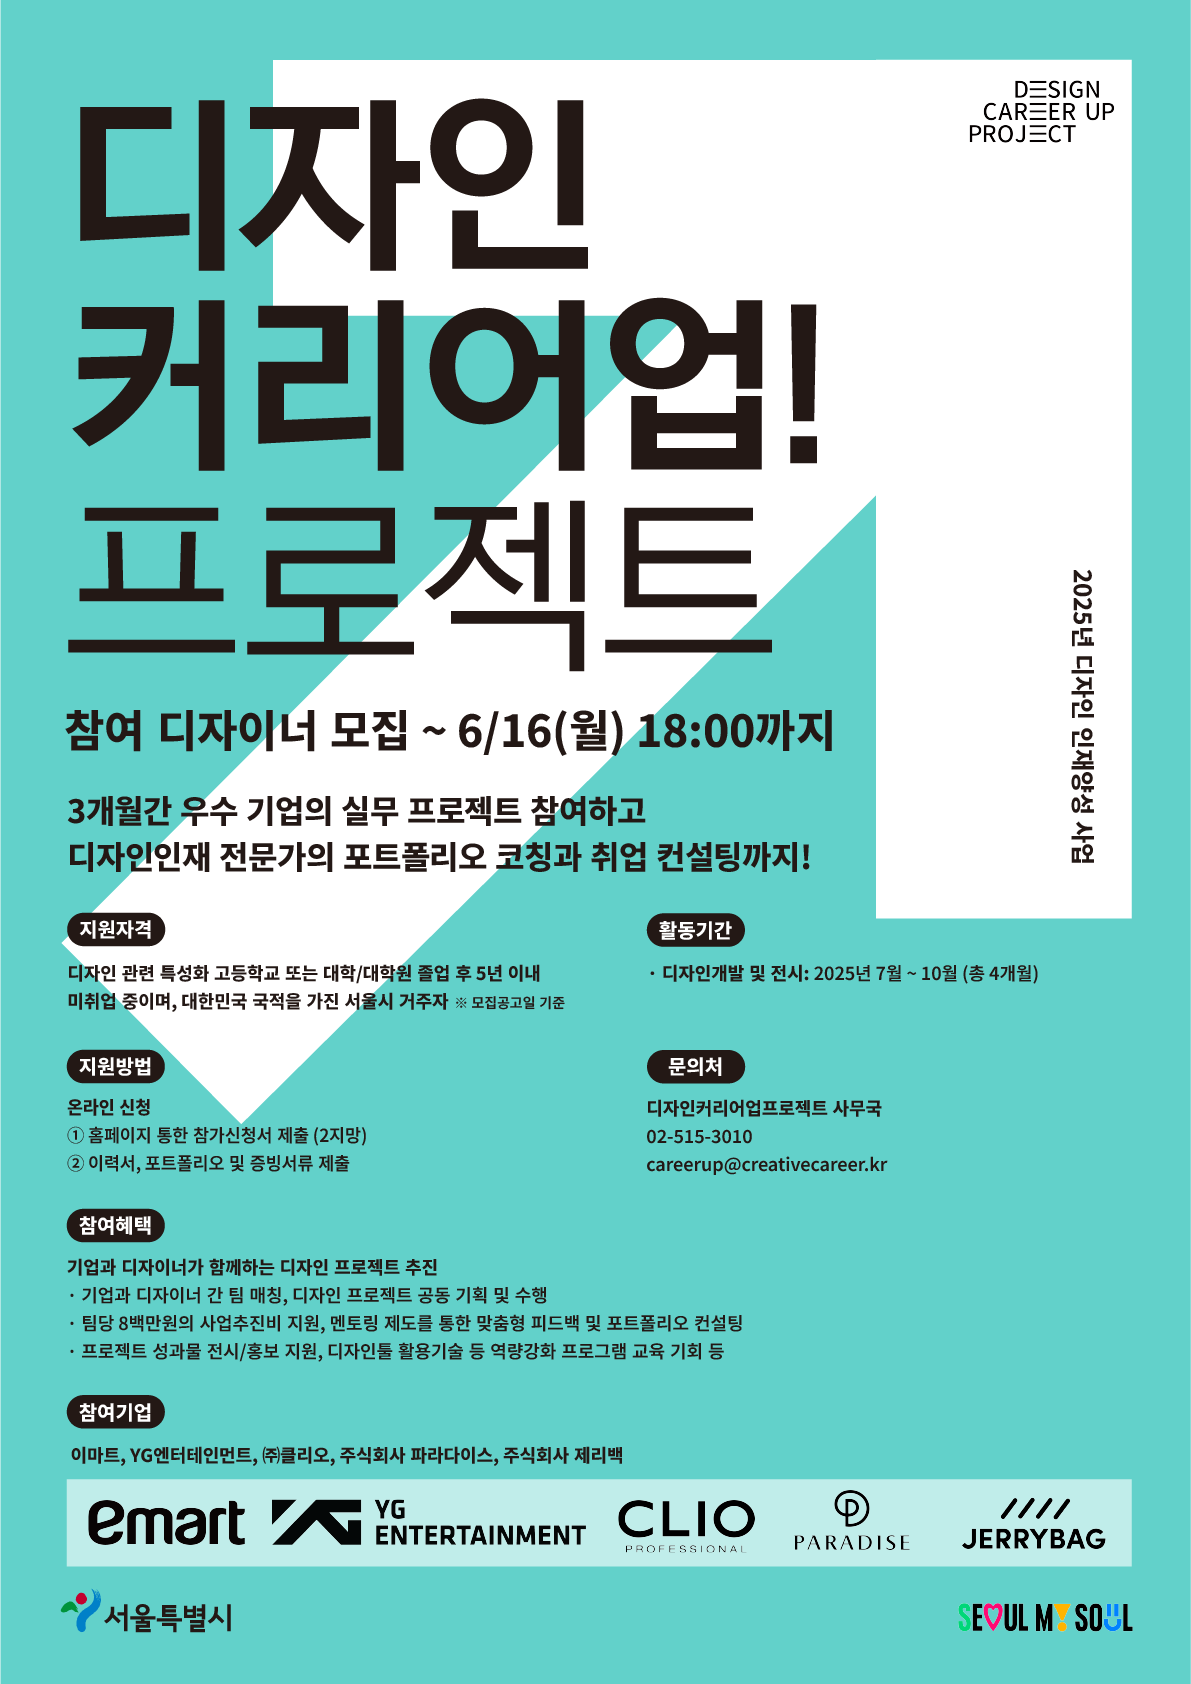 DESIGN
CAREER UP
PROJECT
디자인
커리어업!
프로젝트
2025년 디자인 인재양성 사업
참여 디자이너 모집 ~ 6/16(월) 18:00까지
3개월간 우수 기업의 실무 프로젝트 참여하고
디자인인재 전문가의 포트폴리오 코칭과 취업 컨설팅까지!
지원자격
디자인 관련 특성화 고등학교 또는 대학/대학원 졸업 후 5년 이내
미취업 중이며, 대한민국 국적을 가진 서울시 거주자 ※ 모집공고일 기준
활동기간
· 디자인개발 및 전시: 2025년 7월 ~ 10월 (총 4개월)
지원방법
온라인 신청
① 홈페이지 통한 참가신청서 제출 (2지망)
② 이력서, 포트폴리오 및 증빙서류 제출
문의처
디자인커리어업프로젝트 사무국
02-515-3010
careerup@creativecareer.kr
참여혜택
기업과 디자이너가 함께하는 디자인 프로젝트 추진
· 기업과 디자이너 간 팀 매칭, 디자인 프로젝트 공동 기획 및 수행
· 팀당 8백만원의 사업추진비 지원, 멘토링 제도를 통한 맞춤형 피드백 및 포트폴리오 컨설팅
· 프로젝트 성과물 전시/홍보 지원, 디자인툴 활용기술 등 역량강화 프로그램 교육 기회 등
참여기업
이마트, YG엔터테인먼트, ㈜클리오, 주식회사 파라다이스, 주식회사 제리백
emart
YG
ENTERTAINMENT
CLIO
PROFESSIONAL
PARADISE
JERRYBAG
서울특별시
SEOUL MY SOUL